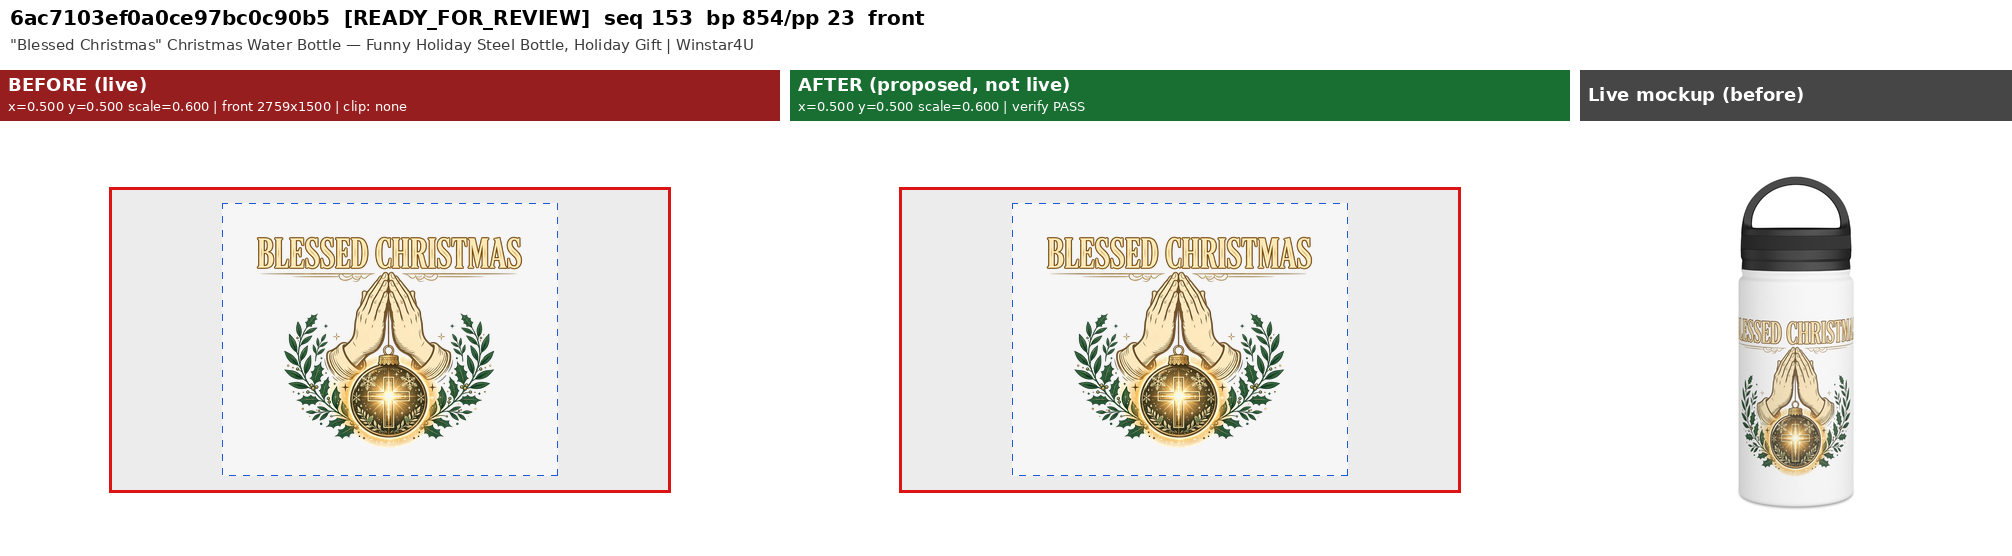 6ac7103ef0a0ce97bc0c90b5  [READY_FOR_REVIEW]  seq 153  bp 854/pp 23  front
"Blessed Christmas" Christmas Water Bottle — Funny Holiday Steel Bottle, Holiday Gift | Winstar4U
BEFORE (live)
x=0.500 y=0.500 scale=0.600 | front 2759x1500 | clip: none
AFTER (proposed, not live)
x=0.500 y=0.500 scale=0.600 | verify PASS
Live mockup (before)
BLESSED CHRISTMAS
BLESSED CHRISTMAS
LESSED CHRISTMA